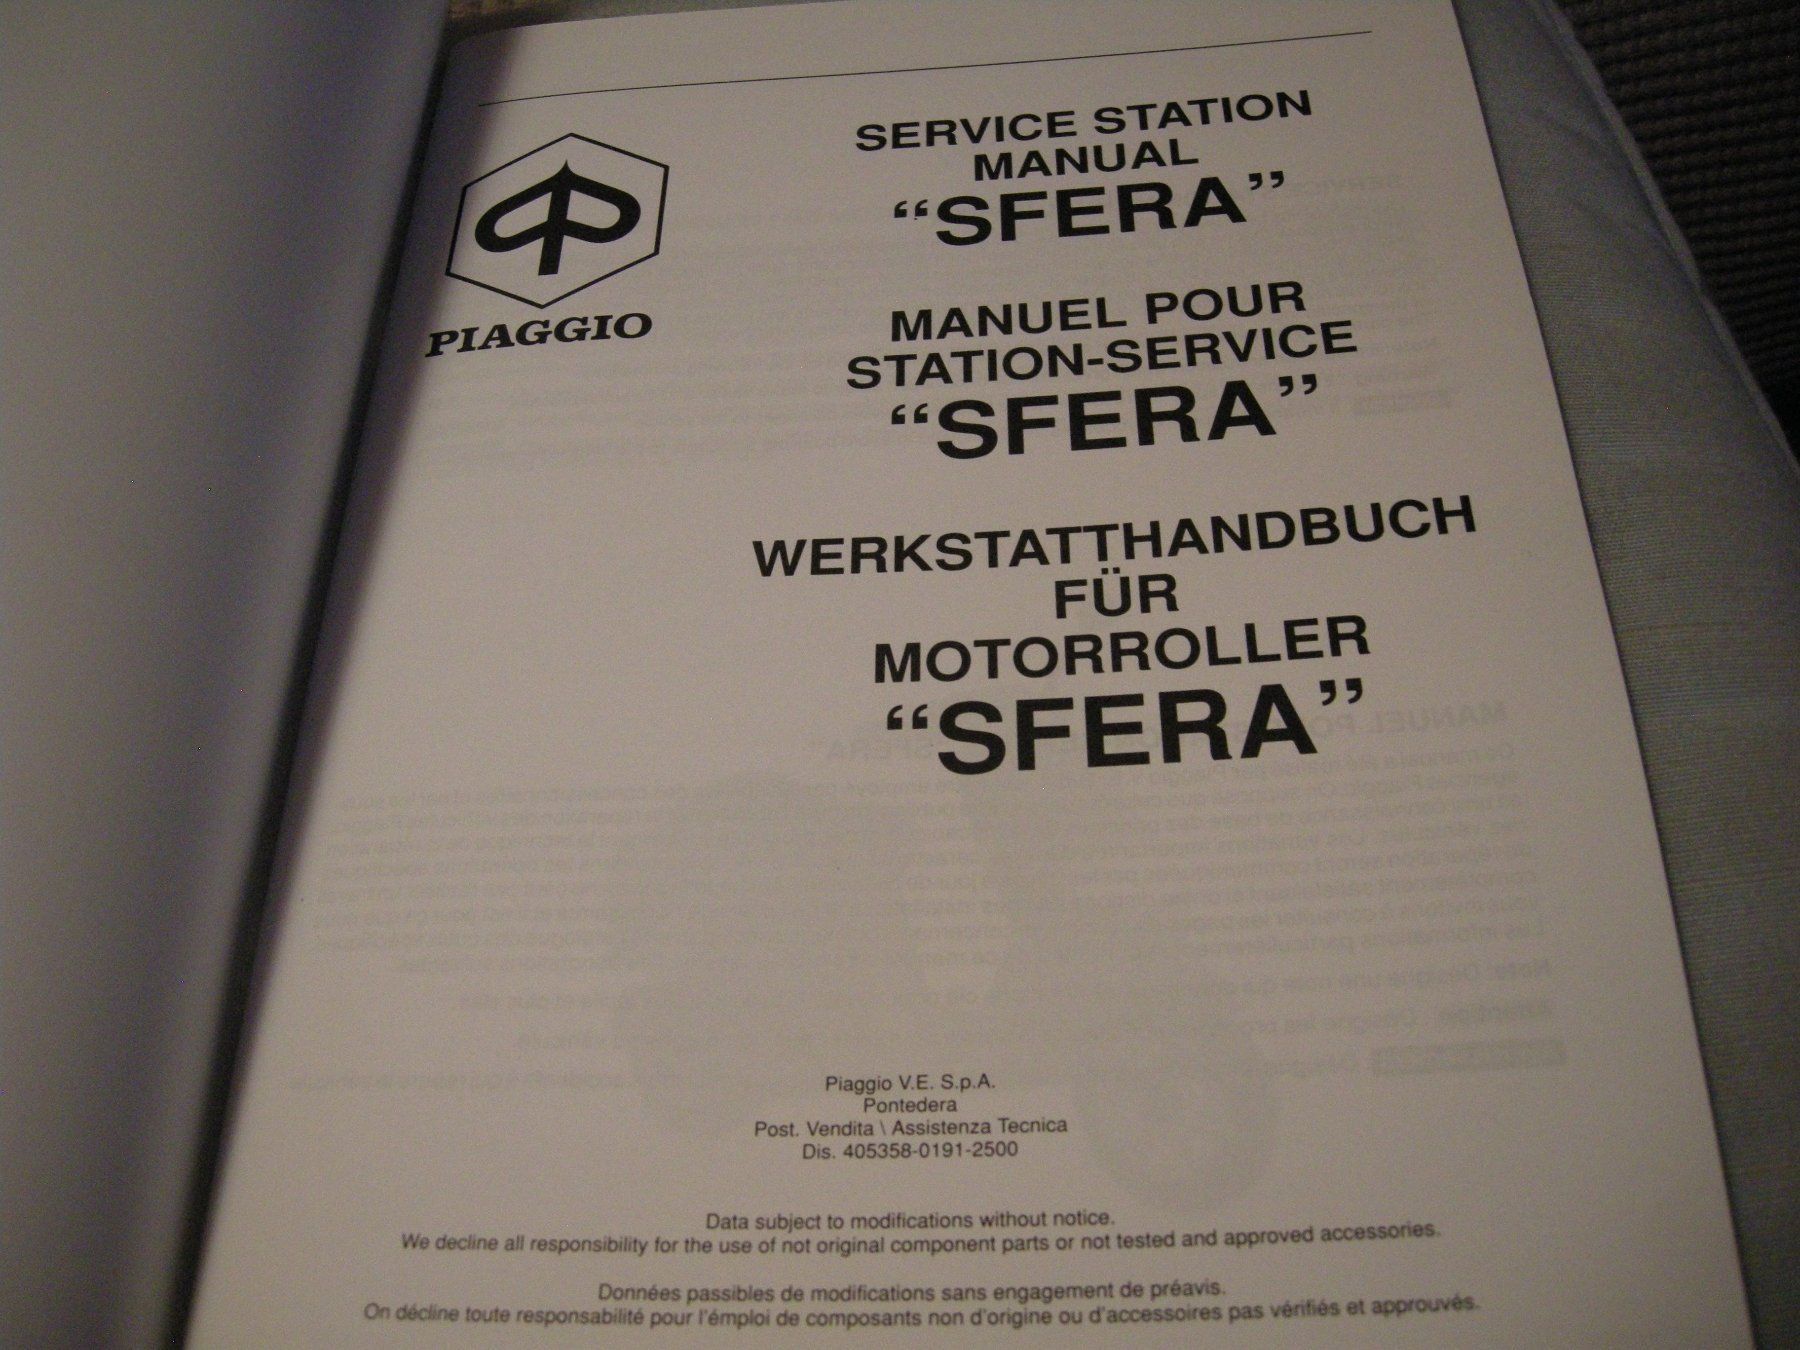 PIAGGIO
SERVICE STATION
MANUAL
“SFERA”
MANUEL POUR
STATION-SERVICE
“SFERA”
WERKSTATTHANDBUCH
FÜR
MOTORROLLER
“SFERA”
Piaggio V.E. S.p.A.
Pontedera
Post. Vendita \ Assistenza Tecnica
Dis. 405358-0191-2500
Data subject to modifications without notice.
We decline all responsibility for the use of not original component parts or not tested and approved accessories.
Données passibles de modifications sans engagement de préavis.
On décline toute responsabilité pour l'émploi de composants non d'origine ou d'accessoires pas vérifiés et approuvés.